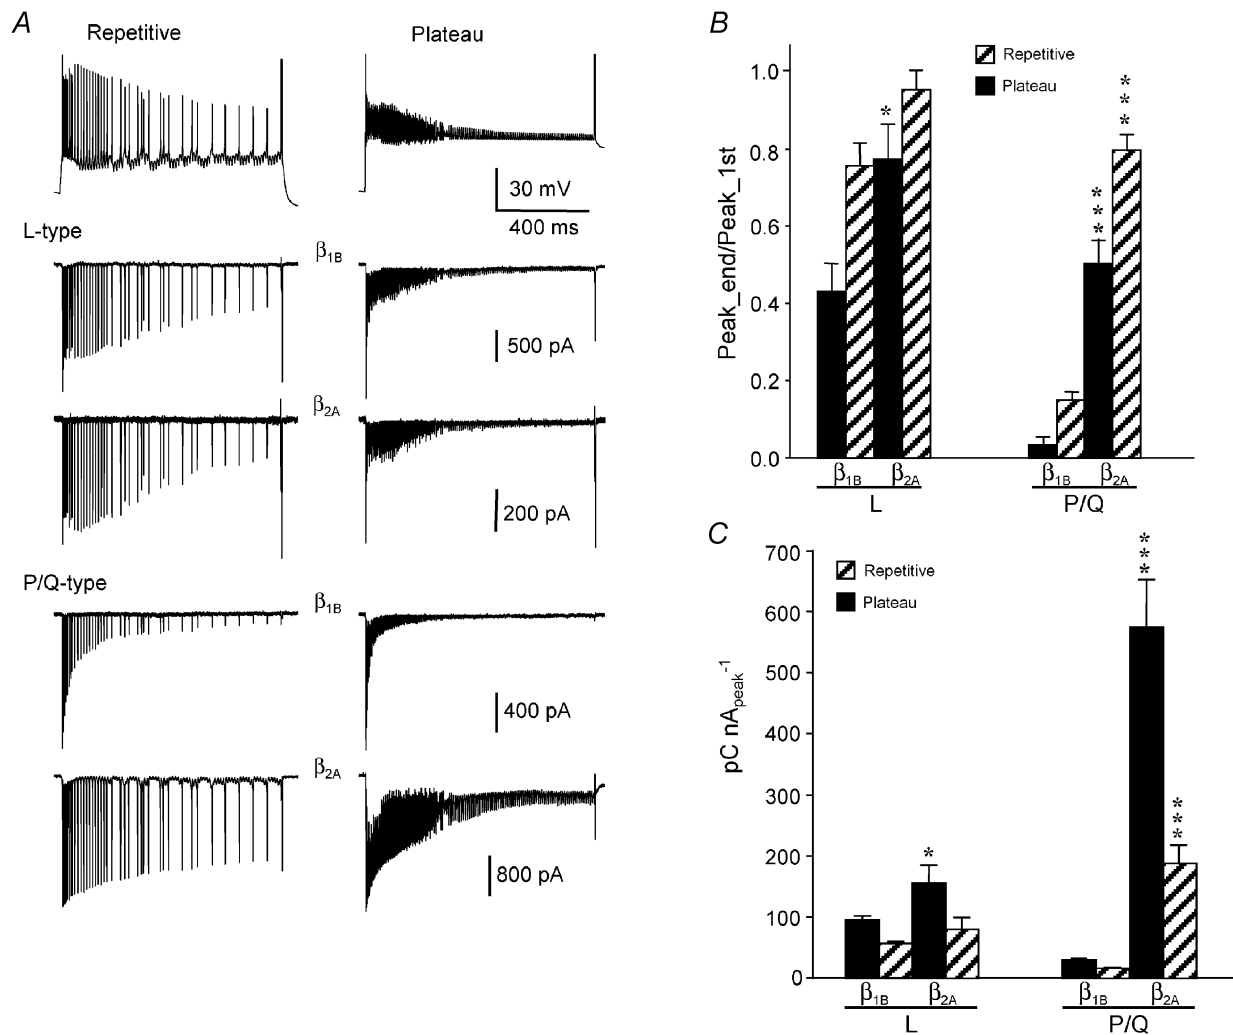 A
Repetitive
Plateau
30 mV
400 ms
L-type
β1B
500 pA
β2A
200 pA
P/Q-type
β1B
400 pA
β2A
800 pA
B
Repetitive
Plateau
Peak_end/Peak_1st
1.0
0.8
0.6
0.4
0.2
0.0
*
***
***
β1B
β2A
β1B
β2A
L
P/Q
C
Repetitive
Plateau
pC nApeak-1
700
600
500
400
300
200
100
0
*
***
***
β1B
β2A
β1B
β2A
L
P/Q